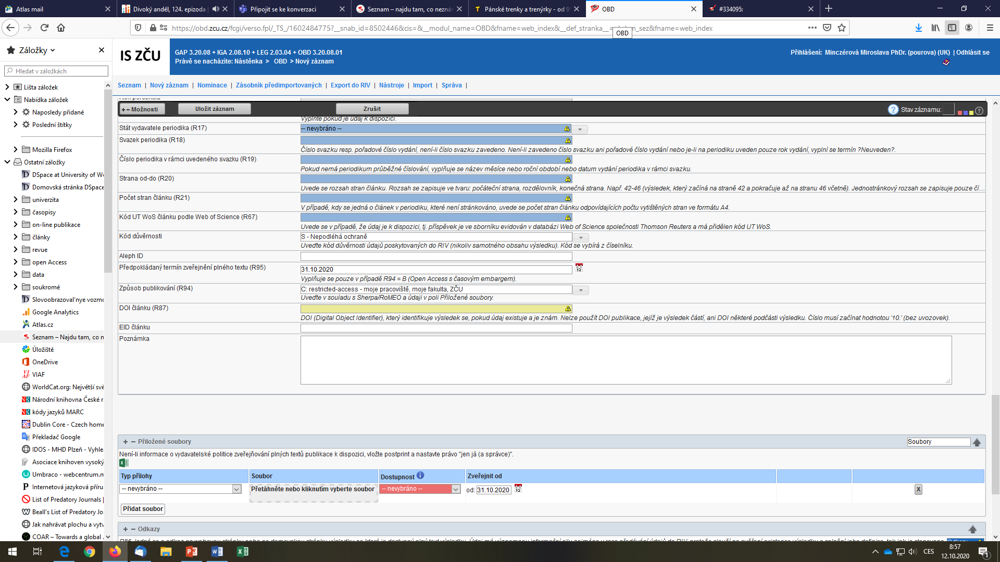 Atlas mail
Divoký anděl, 124. epizoda
Připojit se ke konverzaci
Seznam – najdu tam, co nezná
Pánské trenky a trenýrky - od 9
OBD
#334095:
https://obd.zcu.cz/fcgi/verso.fpl/_TS_/1602484775?__snab_id=8502446&cis=&__modul_name=OBD&fname=web_index&__def_stranka__=
m_sez&fname=web_index
OBD
Záložky
Hledat v záložkách
Lišta záložek
Nabídka záložek
Naposledy přidané
Poslední štítky
Mozilla Firefox
Ostatní záložky
DSpace at University of We
Domovská stránka DSpace
univerzita
časopisy
on-line publikace
články
revue
open Access
data
soukromé
Slovoobrazoval'nye vozmo
Google Analytics
Atlas.cz
Seznam – Najdu tam, co n
Úložiště
OneDrive
VIAF
WorldCat.org: Největší svě
Národní knihovna České r
kódy jazyků MARC
Dublin Core - Czech home
Překladač Google
IDOS - MHD Plzeň - Vyhle
Asociace knihoven vysoký
Umbraco - webcentrum.m
Internetová jazyková příru
List of Predatory Journals |
Beall's List of Predatory Jo
Jak nahrávat plochu a vytv
COAR – Towards a global
IS ZČU
GAP 3.20.08 + IGA 2.08.10 + LEG 2.03.04 + OBD 3.20.08.01
Právě se nacházíte: Nástěnka > OBD > Nový záznam
Přihlášení: Minczérová Miroslava PhDr. (pourova) (UK) | Odhlásit se
Seznam | Nový záznam | Nominace | Zásobník předimportovaných | Export do RIV | Nástroje | Import | Správa |
+− Možnosti
Uložit záznam
Zrušit
Stav záznamu:
Vyplňte pokud je údaj k dispozici.
Stát vydavatele periodika (R17)
-- nevybráno --
Svazek periodika (R18)
Číslo svazku resp. pořadové číslo vydání, není-li číslo svazku zavedeno. Není-li zavedeno číslo svazku ani pořadové číslo vydání nebo je-li na periodiku uveden pouze rok vydání, vyplní se termín ?Neuveden?.
Číslo periodika v rámci uvedeného svazku (R19)
Pokud nemá periodikum průběžné číslování, vyplňuje se název měsíce nebo roční období nebo datum vydání periodika v rámci svazku.
Strana od-do (R20)
Uvede se rozsah stran článku. Rozsah se zapisuje ve tvaru: počáteční strana, rozdělovník, konečná strana. Např. 42-46 (výsledek, který začíná na straně 42 a pokračuje až na stranu 46 včetně). Jednostránkový rozsah se zapisuje pouze čí...
Počet stran článku (R21)
V případě, kdy se jedná o článek v periodiku, které není stránkováno, uvede se počet stran článku odpovídajících počtu vytištěných stran ve formátu A4.
Kód UT WoS článku podle Web of Science (R67)
Uvede se v případě, že údaj je k dispozici, tj. příspěvek je ve sborníku evidován v databázi Web of Science společnosti Thomson Reuters a má přidělen kód UT WoS.
Kód důvěrnosti
S - Nepodléhá ochraně
Uveďte kód důvěrnosti údajů poskytovaných do RIV (nikoliv samotného obsahu výsledku). Kód se vybírá z číselníku.
Aleph ID
Předpokládaný termín zveřejnění plného textu (R95)
31.10.2020
Vyplňuje se pouze v případě R94 = B (Open Access s časovým embargem).
Způsob publikování (R94)
C: restricted-access - moje pracoviště, moje fakulta, ZČU
Uveďte v souladu s Sherpa/RoMEO a údaji v poli Přiložené soubory.
DOI článku (R87)
DOI (Digital Object Identifier), který identifikuje výsledek se, pokud údaj existuje a je znám. Nelze použít DOI publikace, jejíž je výsledek částí, ani DOI některé podčásti výsledku. Číslo musí začínat hodnotou '10.' (bez uvozovek).
EID článku
Poznámka
+ − Přiložené soubory
Soubory
Není-li informace o vydavatelské politice zveřejňování plných textů publikace k dispozici, vložte postprint a nastavte právo "jen já (a správce)".
Typ přílohy
Soubor
Dostupnost
Zveřejnit od
-- nevybráno --
Přetáhněte nebo kliknutím vyberte soubor
-- nevybráno --
od: 31.10.2020
X
Přidat soubor
+ − Odkazy
CES
8:57
12.10.2020
1